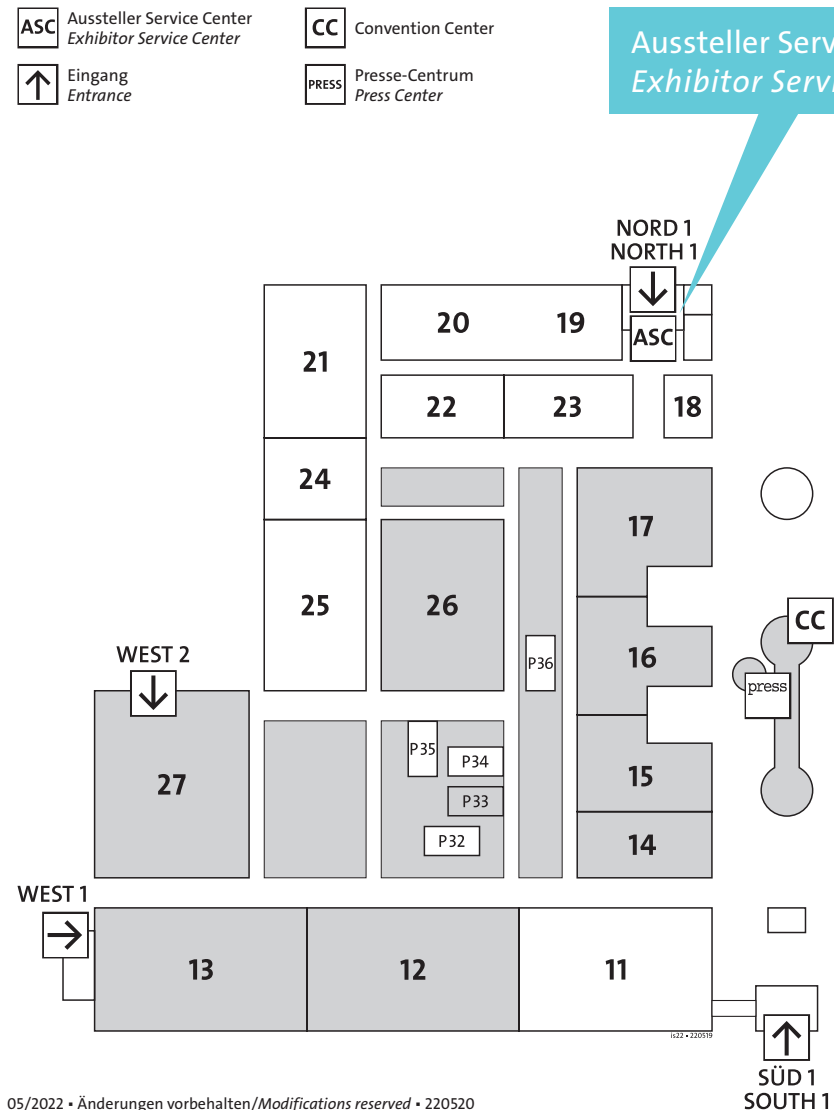 ASC
Aussteller Service Center
Exhibitor Service Center
CC
Convention Center
Eingang
Entrance
PRESS
Presse-Centrum
Press Center
Aussteller Serv
Exhibitor Servi
NORD 1
NORTH 1
ASC
20
19
21
22
23
18
24
17
25
26
CC
16
P36
WEST 2
press
P35
P34
27
15
P33
P32
14
WEST 1
13
12
11
is22 • 220519
SÜD 1
SOUTH 1
05/2022 ▪ Änderungen vorbehalten/Modifications reserved ▪ 220520